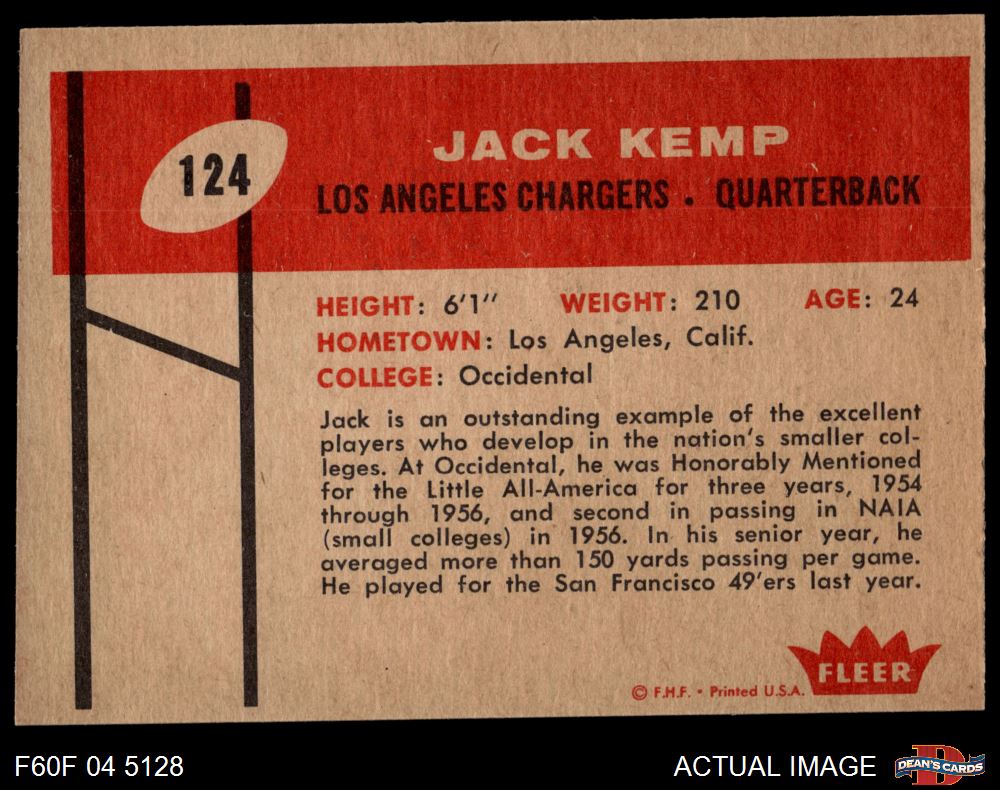 124
JACK KEMP
LOS ANGELES CHARGERS . QUARTERBACK
HEIGHT: 6'1" WEIGHT: 210 AGE: 24
HOMETOWN: Los Angeles, Calif.
COLLEGE: Occidental
Jack is an outstanding example of the excellent
players who develop in the nation's smaller col-
leges. At Occidental, he was Honorably Mentioned
for the Little All-America for three years, 1954
through 1956, and second in passing in NAIA
(small colleges) in 1956. In his senior year, he
averaged more than 150 yards passing per game.
He played for the San Francisco 49'ers last year.
FLEER
© F.H.F. • Printed U.S.A.
F60F 04 5128
ACTUAL IMAGE
D
DEAN'S CARDS